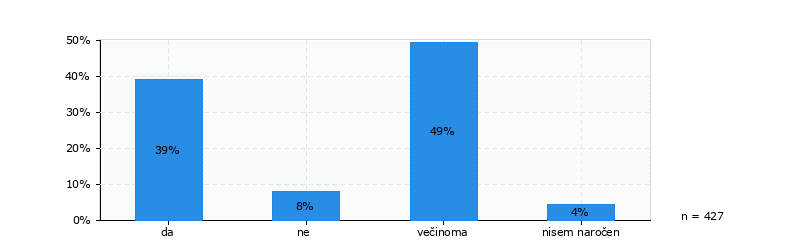 50%
40%
30%
20%
10%
0%
39%
8%
49%
4%
da
ne
večinoma
nisem naročen
n = 427